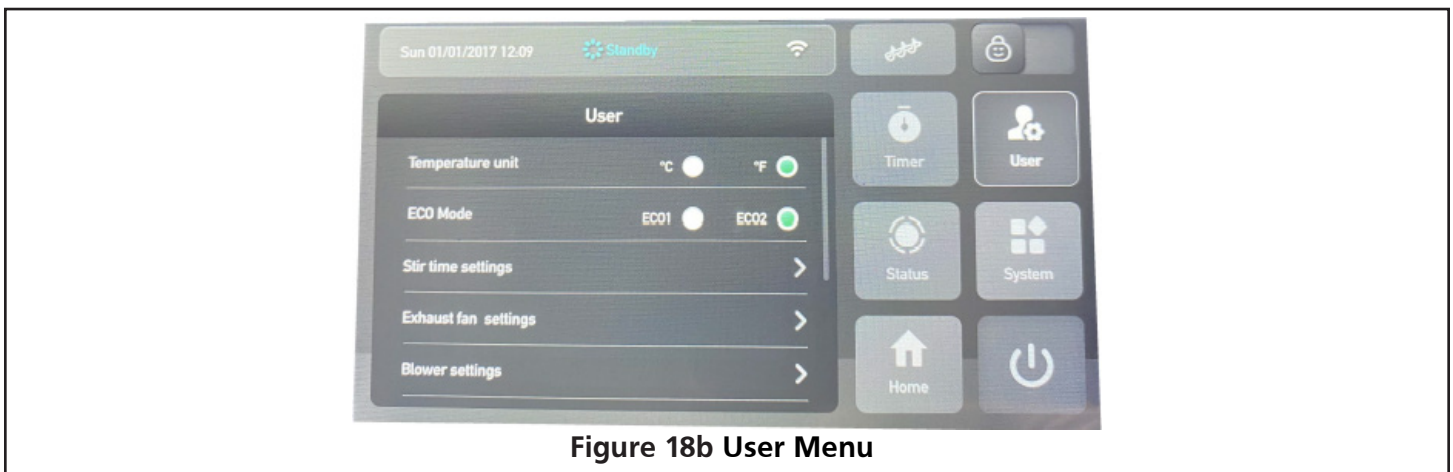 Sun 01/01/2017 12:09 Standby
User
Temperature unit °C °F
ECO Mode ECO1 ECO2
Stir time settings
Exhaust fan settings
Blower settings
Timer User
Status System
Home
Figure 18b User Menu